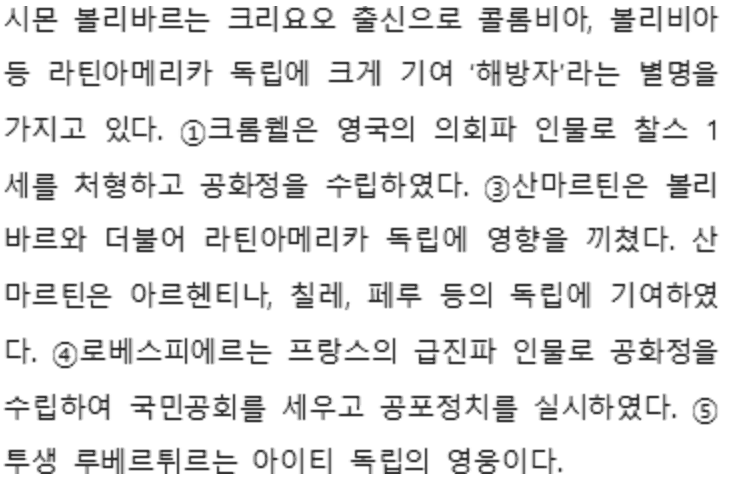 시몬 볼리바르는 크리요오 출신으로 콜롬비아, 볼리비아
등 라틴아메리카 독립에 크게 기여 '해방자'라는 별명을
가지고 있다. ①크롬웰은 영국의 의회파 인물로 찰스 1
세를 처형하고 공화정을 수립하였다. ③산마르틴은 볼리
바르와 더불어 라틴아메리카 독립에 영향을 끼쳤다. 산
마르틴은 아르헨티나, 칠레, 페루 등의 독립에 기여하였
다. ④로베스피에르는 프랑스의 급진파 인물로 공화정을
수립하여 국민공회를 세우고 공포정치를 실시하였다. ⑤
투생 루베르튀르는 아이티 독립의 영웅이다.